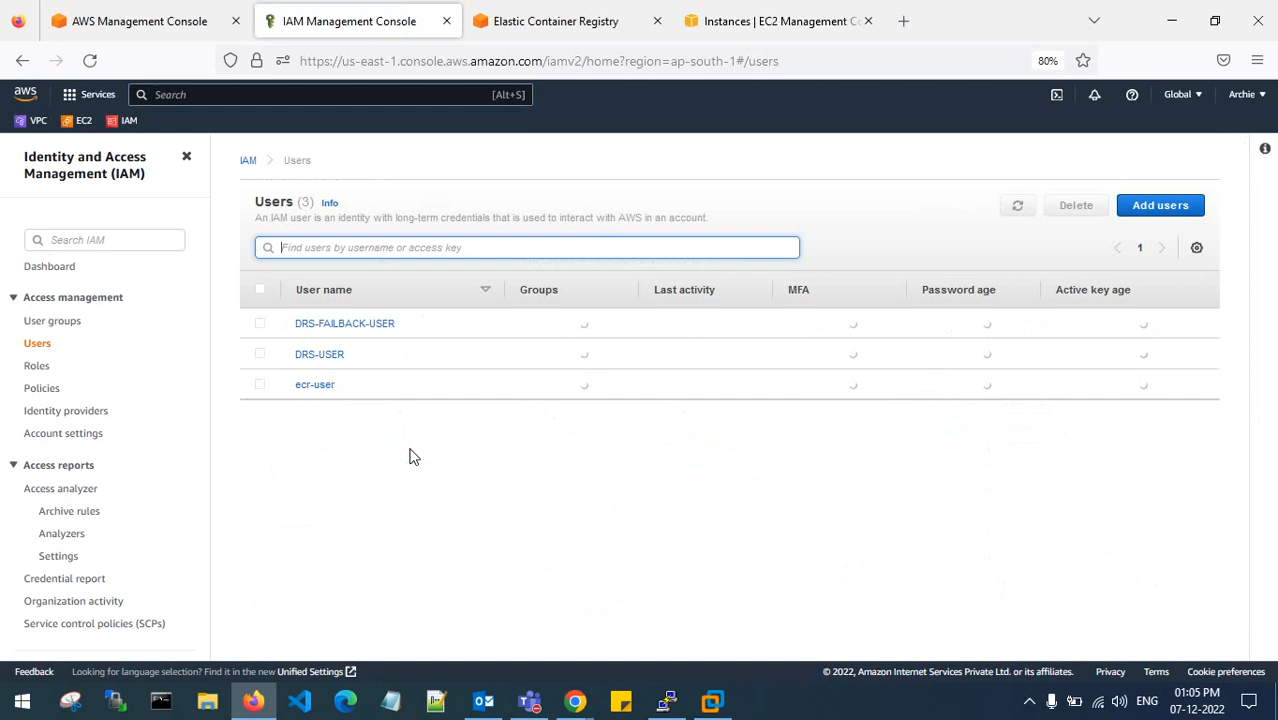 AWS Management Console
IAM Management Console
Elastic Container Registry
Instances | EC2 Management Co
https://us-east-1.console.aws.amazon.com/iamv2/home?region=ap-south-1#/users
80%
aws
Services
Search
[Alt+S]
Global
Archie
VPC
EC2
IAM
Identity and Access
Management (IAM)
Search IAM
Dashboard
Access management
User groups
Users
Roles
Policies
Identity providers
Account settings
Access reports
Access analyzer
Archive rules
Analyzers
Settings
Credential report
Organization activity
Service control policies (SCPs)
IAM > Users
Users (3) Info
An IAM user is an identity with long-term credentials that is used to interact with AWS in an account.
Delete
Add users
Find users by username or access key
1
User name
Groups
Last activity
MFA
Password age
Active key age
DRS-FAILBACK-USER
DRS-USER
ecr-user
Feedback
Looking for language selection? Find it in the new Unified Settings
© 2022, Amazon Internet Services Private Ltd. or its affiliates.
Privacy
Terms
Cookie preferences
ENG
01:05 PM
07-12-2022